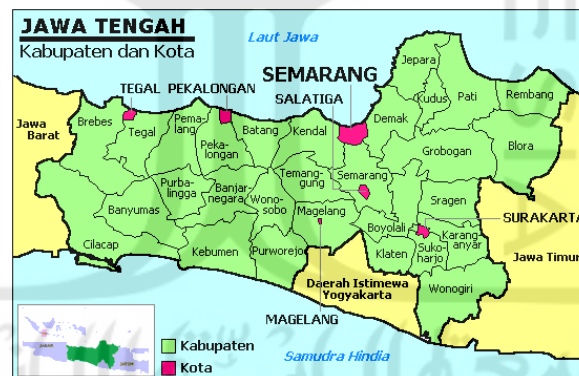 JAWA TENGAH
Kabupaten dan Kota
Laut Jawa
TEGAL PEKALONGAN
SEMARANG
SALATIGA
Jepara
Kudus
Pati
Rembang
Demak
Jawa
Barat
Brebes
Tegal
Pema-
lang
Peka-
longan
Batang
Kendal
Blora
Grobogan
Temang-
gung
Semarang
Purba-
lingga
Banjar-
negara
Wono-
sobo
Banyumas
Magelang
Sragen
SURAKARTA
Boyolali
Karang-
anyar
Suko-
harjo
Klaten
Cilacap
Kebumen
Purworejo
Jawa Timur
Daerah Istimewa
Yogyakarta
Wonogiri
MAGELANG
Samudra Hindia
Kabupaten
Kota